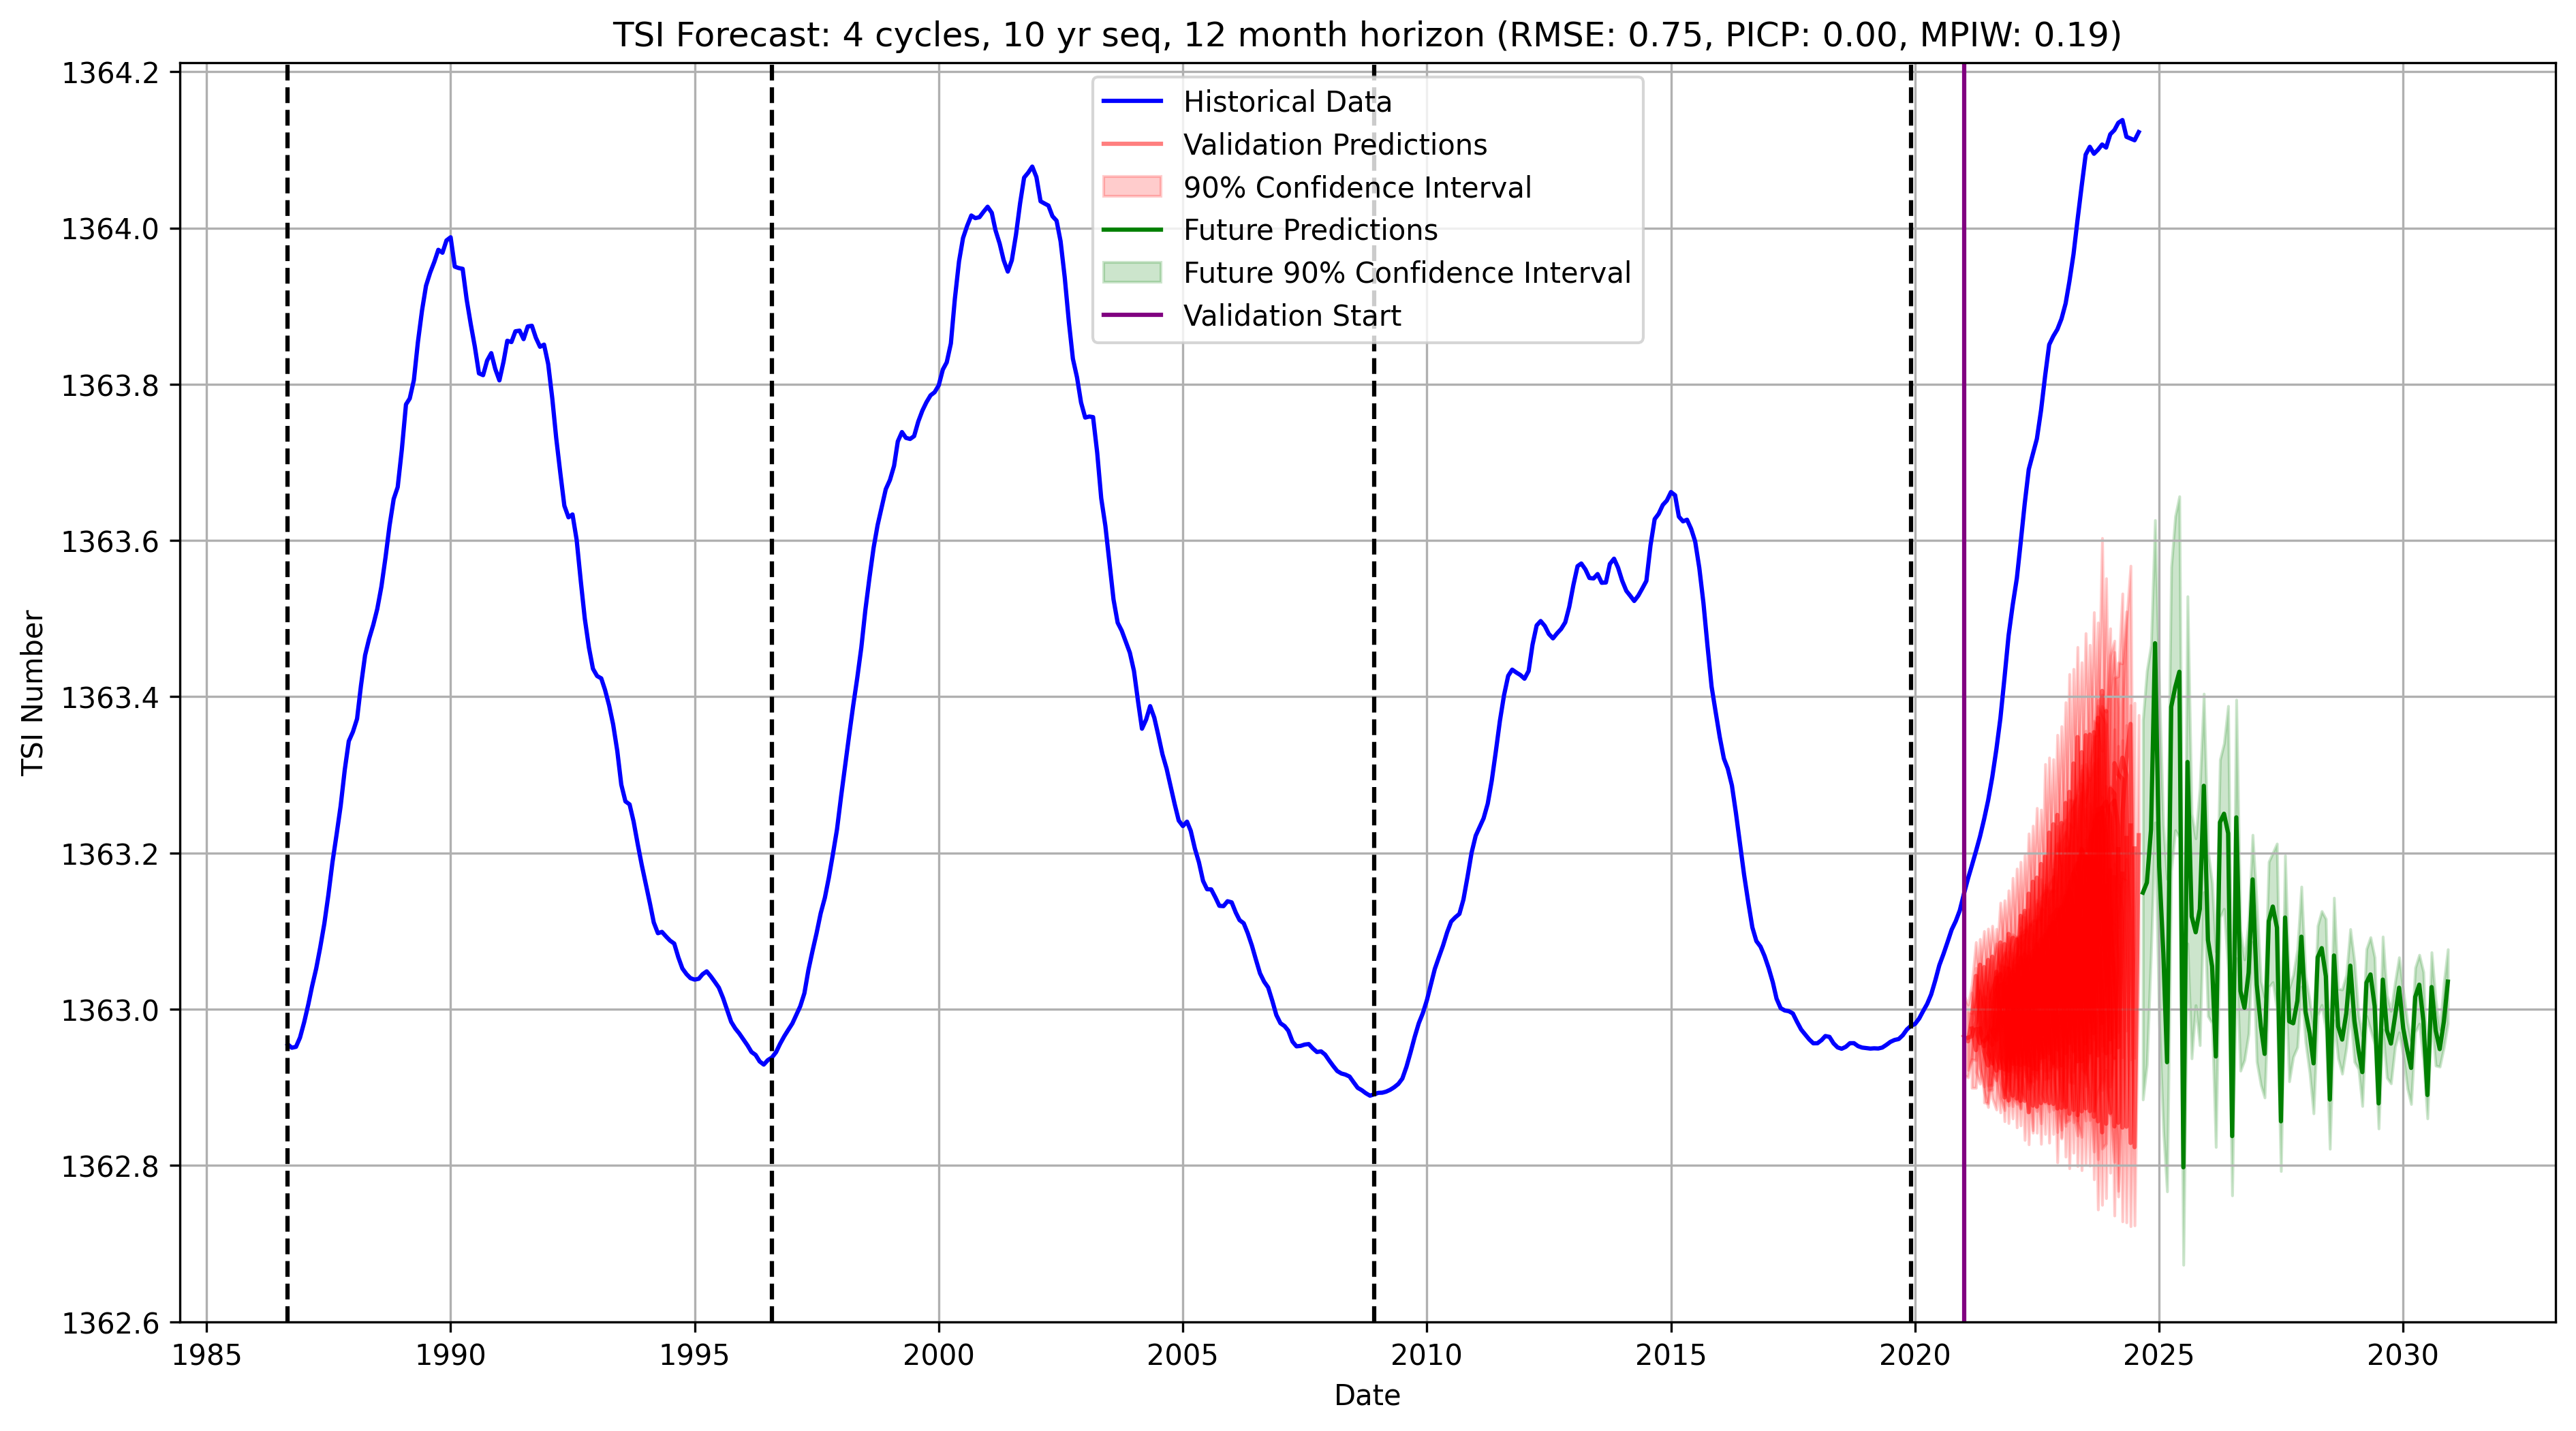 TSI Forecast: 4 cycles, 10 yr seq, 12 month horizon (RMSE: 0.75, PICP: 0.00, MPIW: 0.19)
Historical Data
Validation Predictions
90% Confidence Interval
Future Predictions
Future 90% Confidence Interval
Validation Start
TSI Number
1364.2
1364.0
1363.8
1363.6
1363.4
1363.2
1363.0
1362.8
1362.6
1985 1990 1995 2000 2005 2010 2015 2020 2025 2030
Date